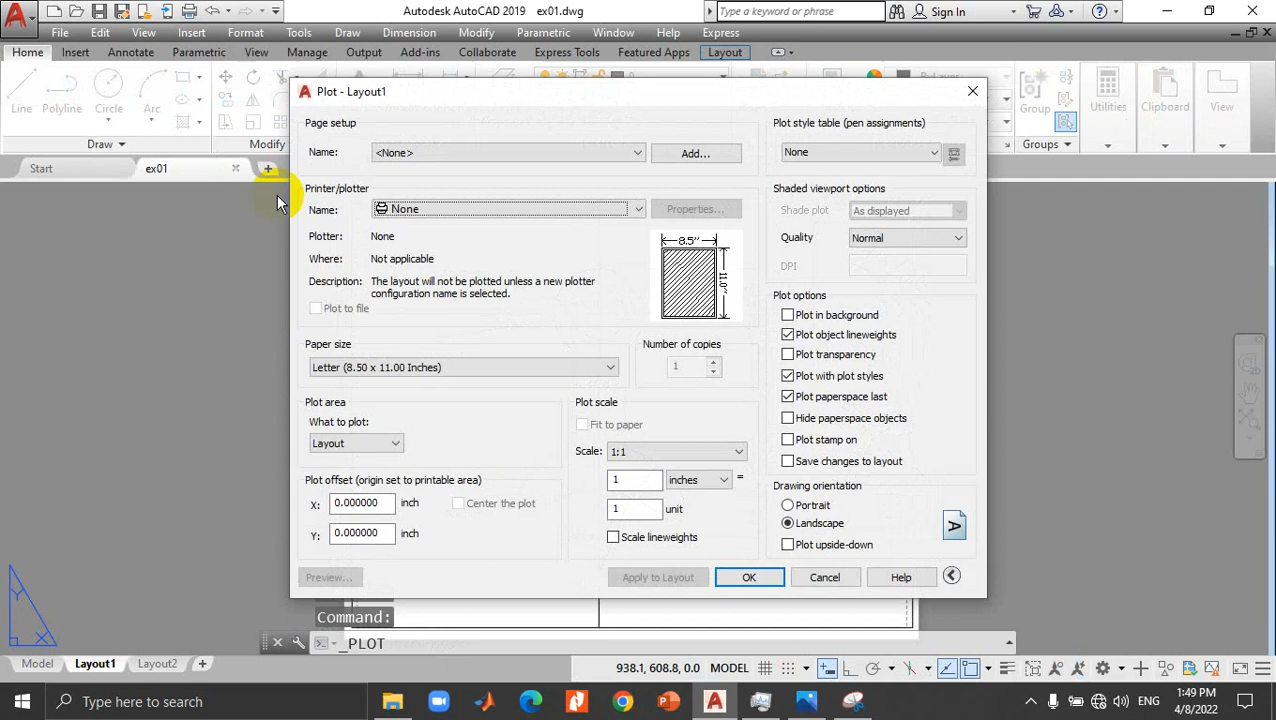 Autodesk AutoCAD 2019 ex01.dwg
Type a keyword or phrase
Sign In
File Edit View Insert Format Tools Draw Dimension Modify Parametric Window Help Express
Home Insert Annotate Parametric View Manage Output Add-ins Collaborate Express Tools Featured Apps Layout
Line Polyline Circle Arc
Group Utilities Clipboard View
Draw Modify Groups
Start ex01
Plot - Layout1
Page setup
Name: <None> Add...
Plot style table (pen assignments)
None
Printer/plotter
Name: None Properties...
Plotter: None
Where: Not applicable
Description: The layout will not be plotted unless a new plotter
configuration name is selected.
Plot to file
8.5''
11.0''
Shaded viewport options
Shade plot As displayed
Quality Normal
DPI
Paper size
Letter (8.50 x 11.00 Inches)
Number of copies
1
Plot area
What to plot:
Layout
Plot scale
Fit to paper
Scale: 1:1
1 inches =
1 unit
Scale lineweights
Plot offset (origin set to printable area)
X: 0.000000 inch Center the plot
Y: 0.000000 inch
Plot options
Plot in background
Plot object lineweights
Plot transparency
Plot with plot styles
Plot paperspace last
Hide paperspace objects
Plot stamp on
Save changes to layout
Drawing orientation
Portrait
Landscape
Plot upside-down
A
Preview... Apply to Layout OK Cancel Help
Command:
_PLOT
Y
X
Model Layout1 Layout2
938.1, 608.8, 0.0 MODEL
Type here to search
ENG
1:49 PM
4/8/2022